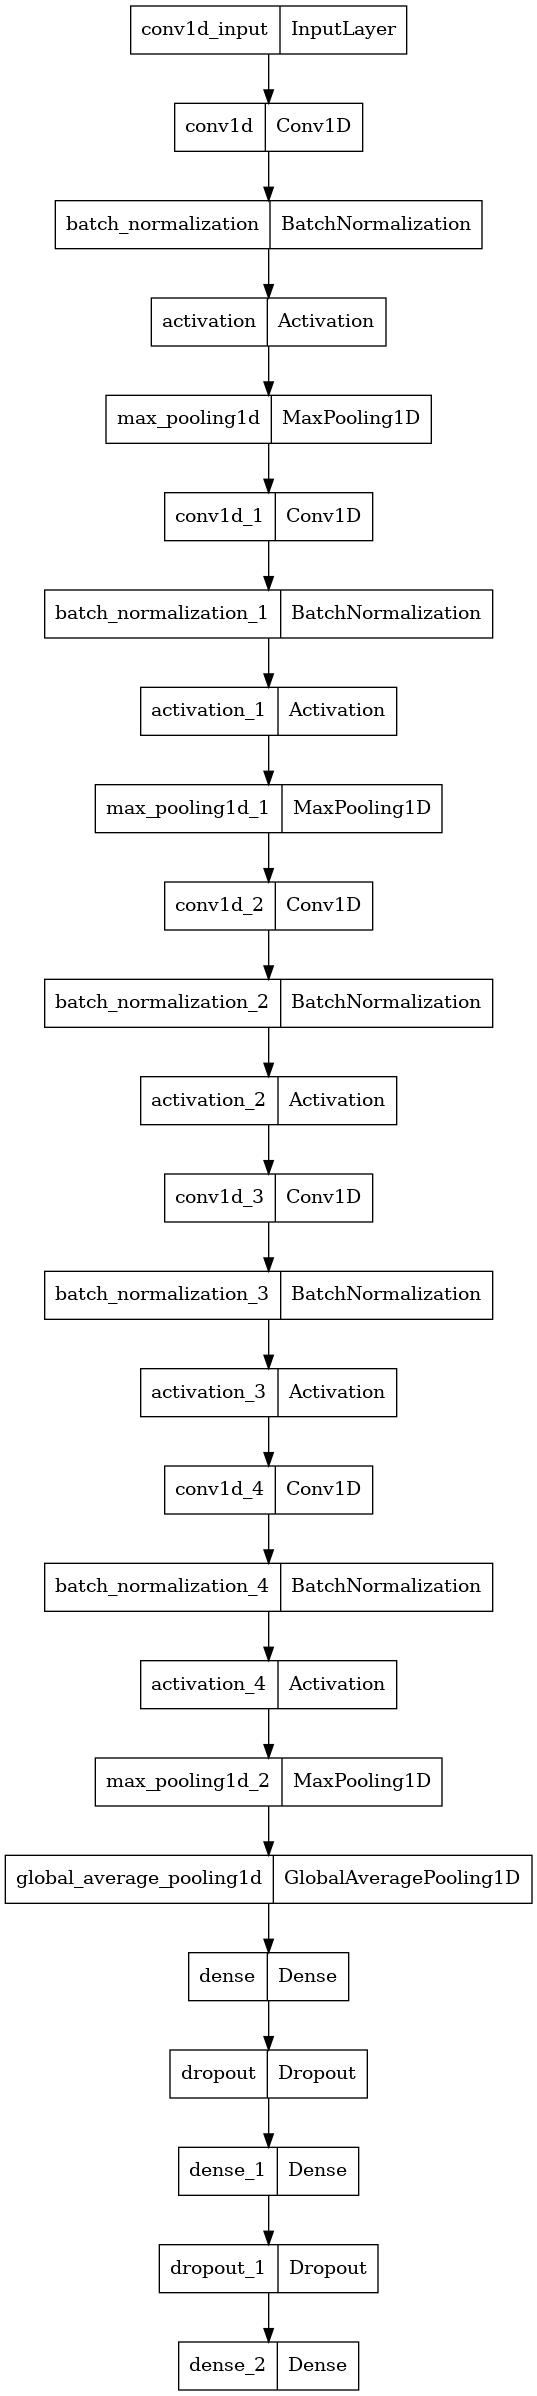 conv1d_input InputLayer
conv1d Conv1D
batch_normalization BatchNormalization
activation Activation
max_pooling1d MaxPooling1D
conv1d_1 Conv1D
batch_normalization_1 BatchNormalization
activation_1 Activation
max_pooling1d_1 MaxPooling1D
conv1d_2 Conv1D
batch_normalization_2 BatchNormalization
activation_2 Activation
conv1d_3 Conv1D
batch_normalization_3 BatchNormalization
activation_3 Activation
conv1d_4 Conv1D
batch_normalization_4 BatchNormalization
activation_4 Activation
max_pooling1d_2 MaxPooling1D
global_average_pooling1d GlobalAveragePooling1D
dense Dense
dropout Dropout
dense_1 Dense
dropout_1 Dropout
dense_2 Dense